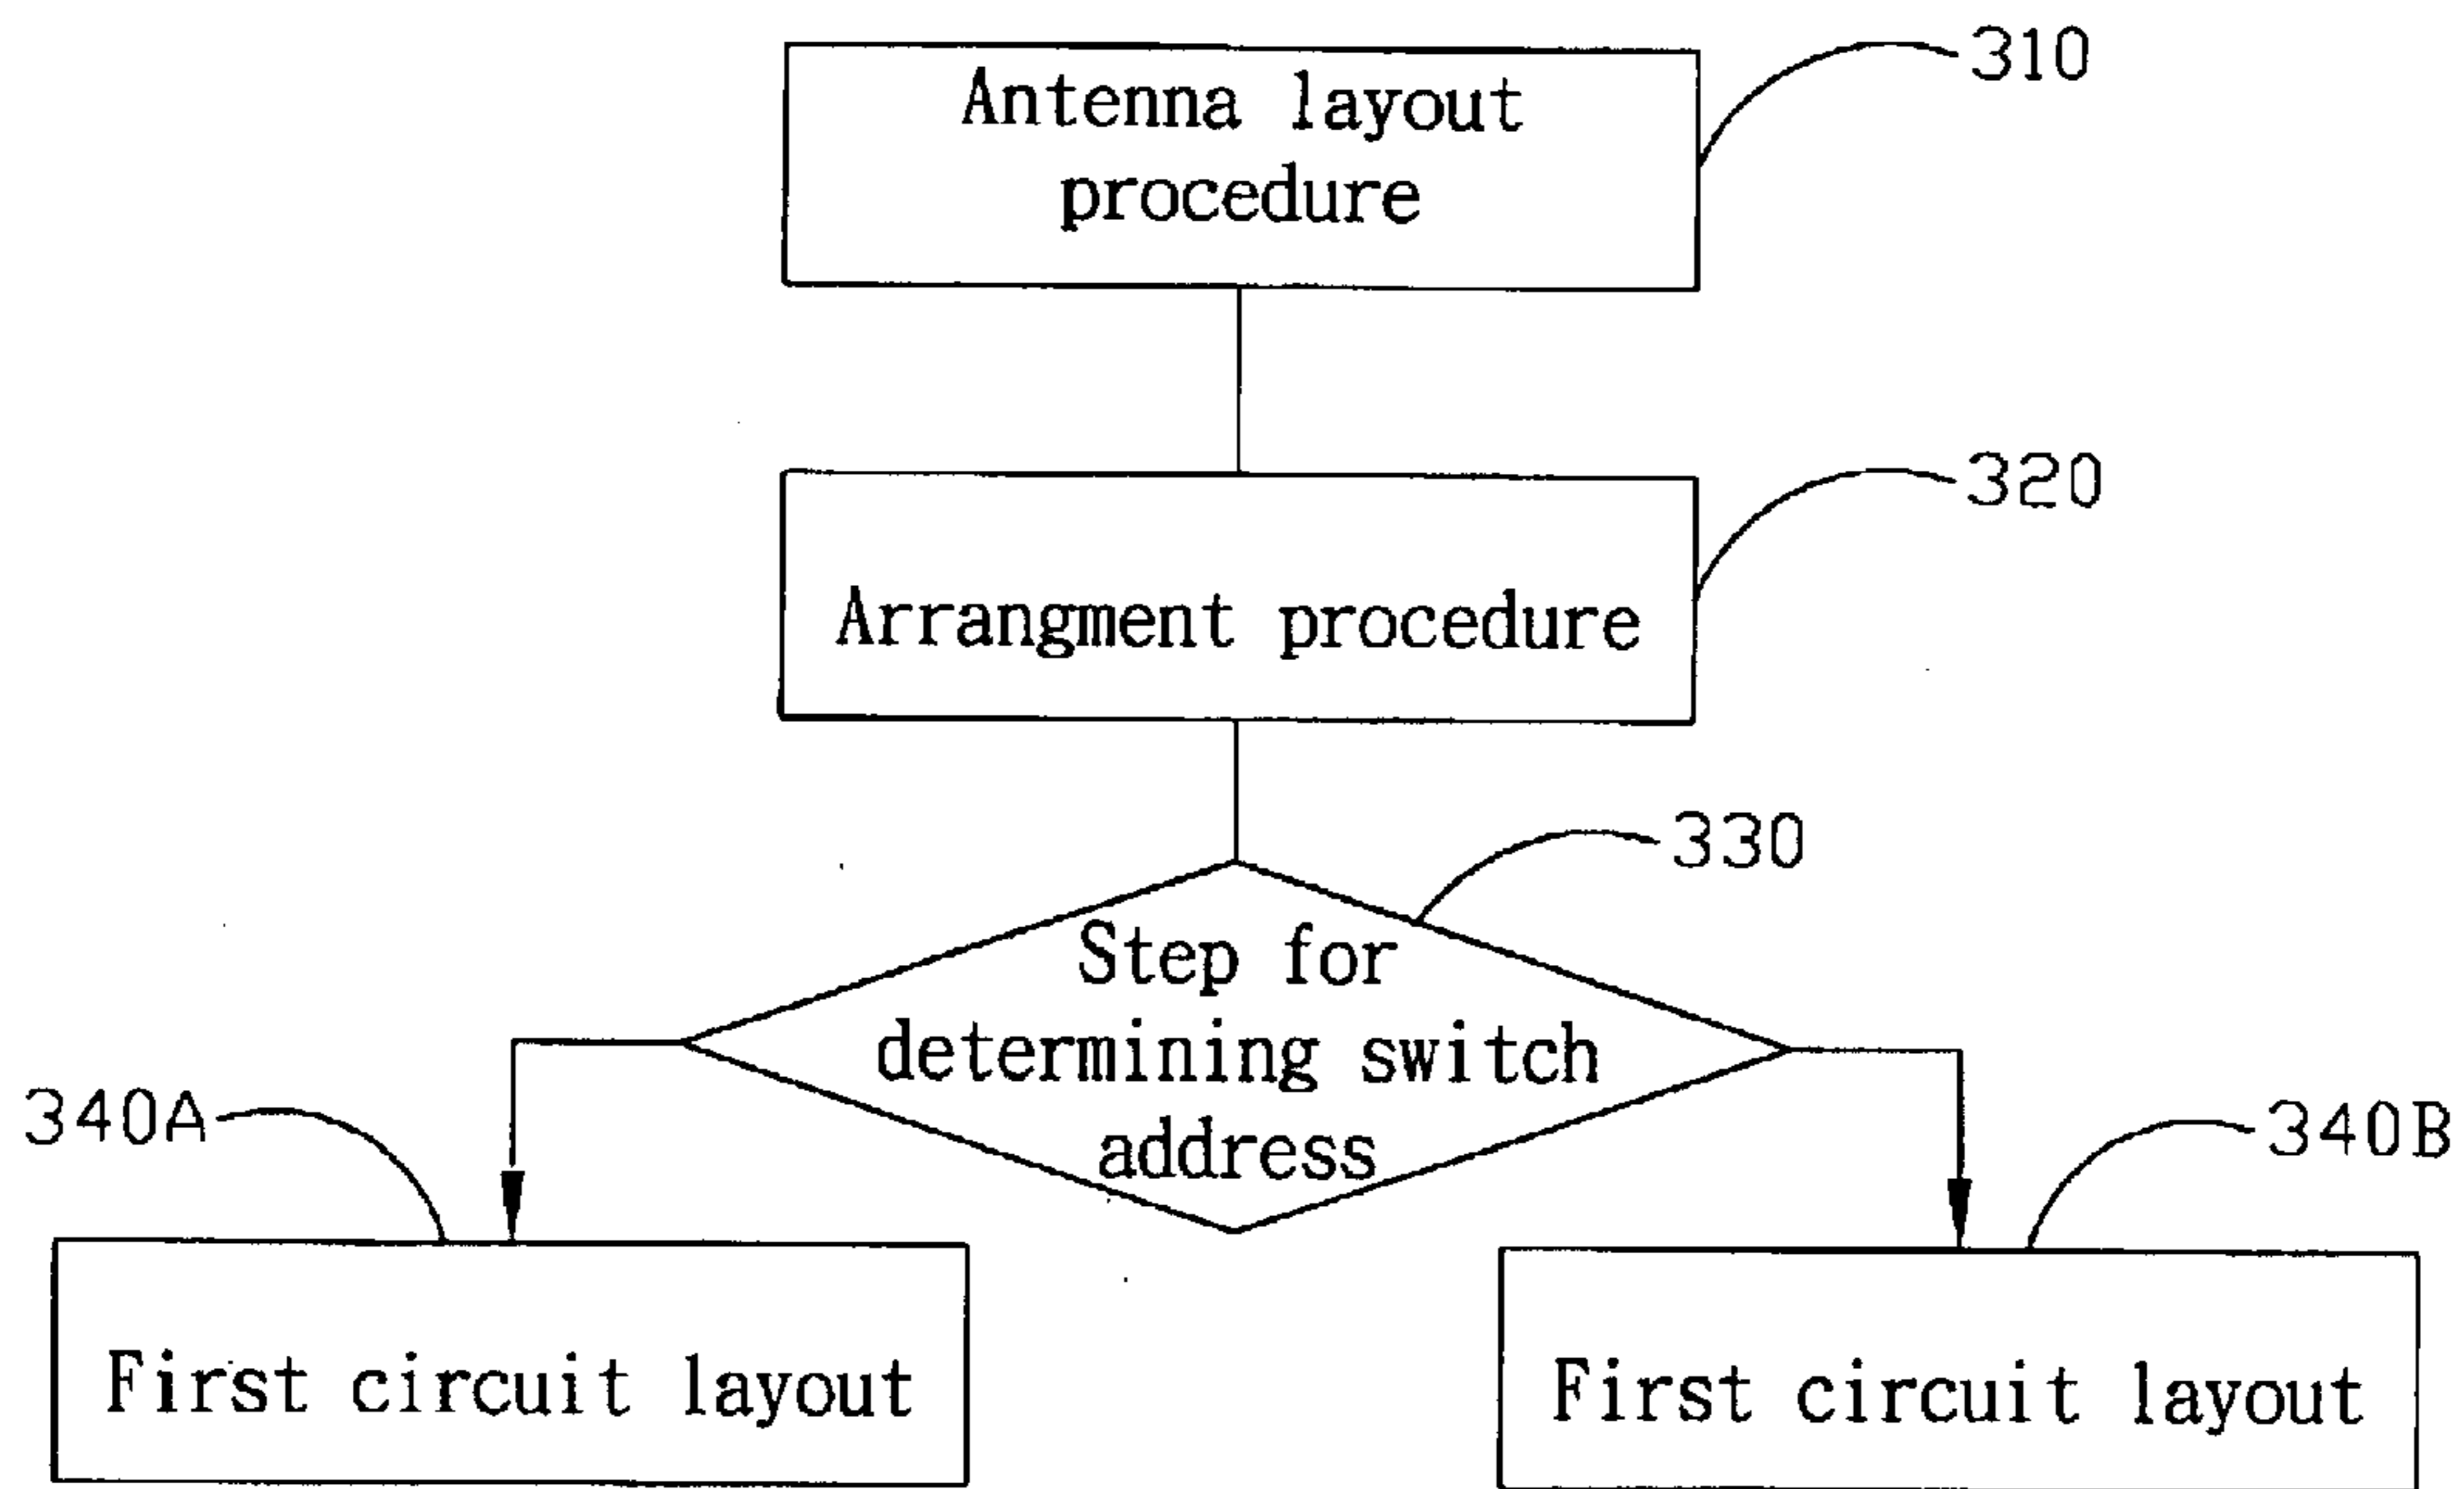 Antenna layout
procedure
310
Arrangment procedure
320
330
Step for
determining switch
address
340A
340B
First circuit layout
First circuit layout